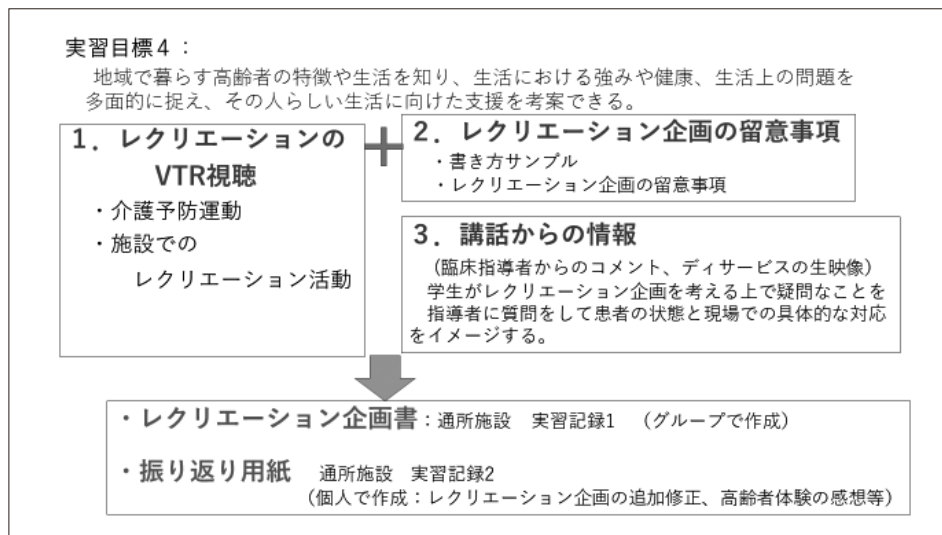 実習目標４：
地域で暮らす高齢者の特徴や生活を知り、生活における強みや健康、生活上の問題を
多面的に捉え、その人らしい生活に向けた支援を考案できる。
１．レクリエーションの
VTR視聴
・介護予防運動
・施設での
レクリエーション活動
２．レクリエーション企画の留意事項
・書き方サンプル
・レクリエーション企画の留意事項
３．講話からの情報
（臨床指導者からのコメント、ディサービスの生映像）
学生がレクリエーション企画を考える上で疑問なことを
指導者に質問をして患者の状態と現場での具体的な対応
をイメージする。
・レクリエーション企画書：通所施設　実習記録1　（グループで作成）
・振り返り用紙　通所施設　実習記録2
（個人で作成：レクリエーション企画の追加修正、高齢者体験の感想等）